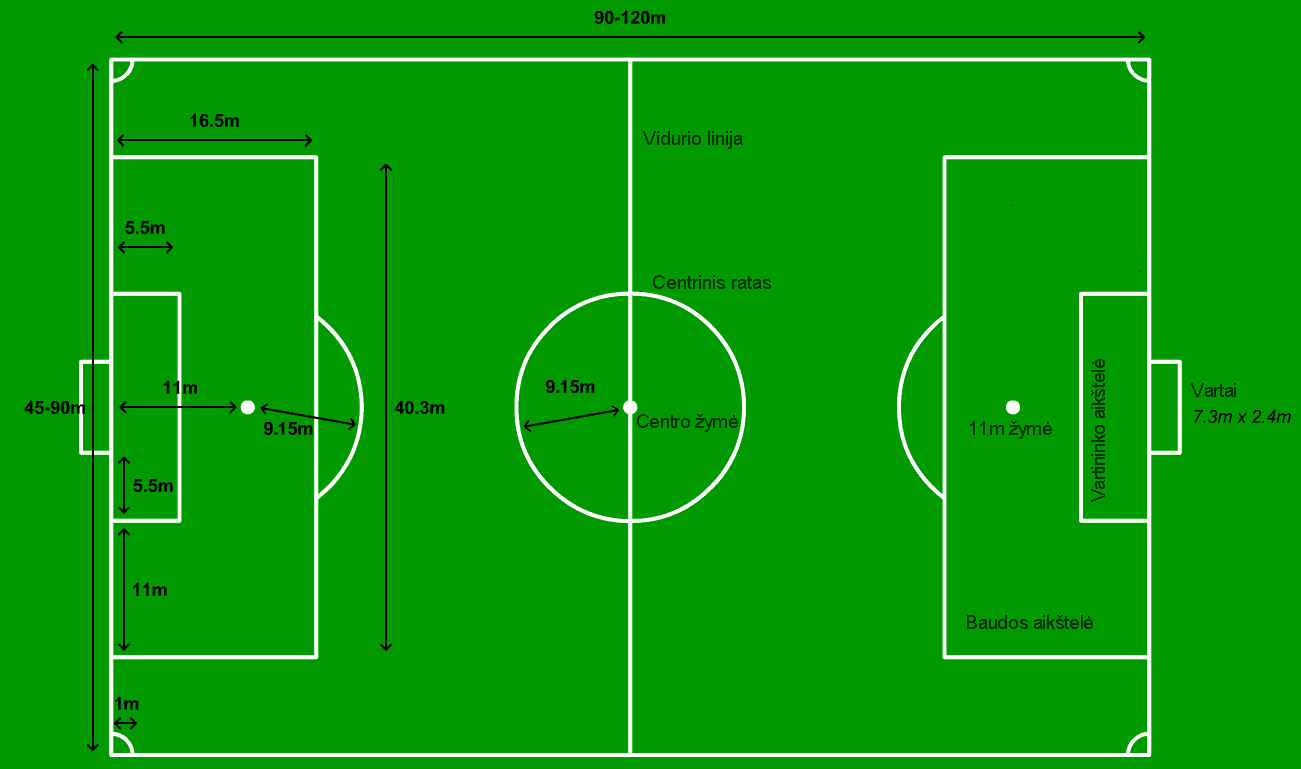 90-120m
16.5m
Vidurio linija
5.5m
Centrinis ratas
11m
9.15m
45-90m
40.3m
9.15m
Centro žymė
11m žymė
Vartininko aikštelė
Vartai
7.3m x 2.4m
5.5m
11m
Baudos aikštelė
1m